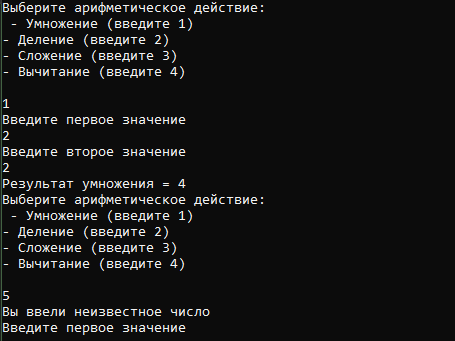 Выберите арифметическое действие:
 - Умножение (введите 1)
- Деление (введите 2)
- Сложение (введите 3)
- Вычитание (введите 4)

1
Введите первое значение
2
Введите второе значение
2
Результат умножения = 4
Выберите арифметическое действие:
 - Умножение (введите 1)
- Деление (введите 2)
- Сложение (введите 3)
- Вычитание (введите 4)

5
Вы ввели неизвестное число
Введите первое значение